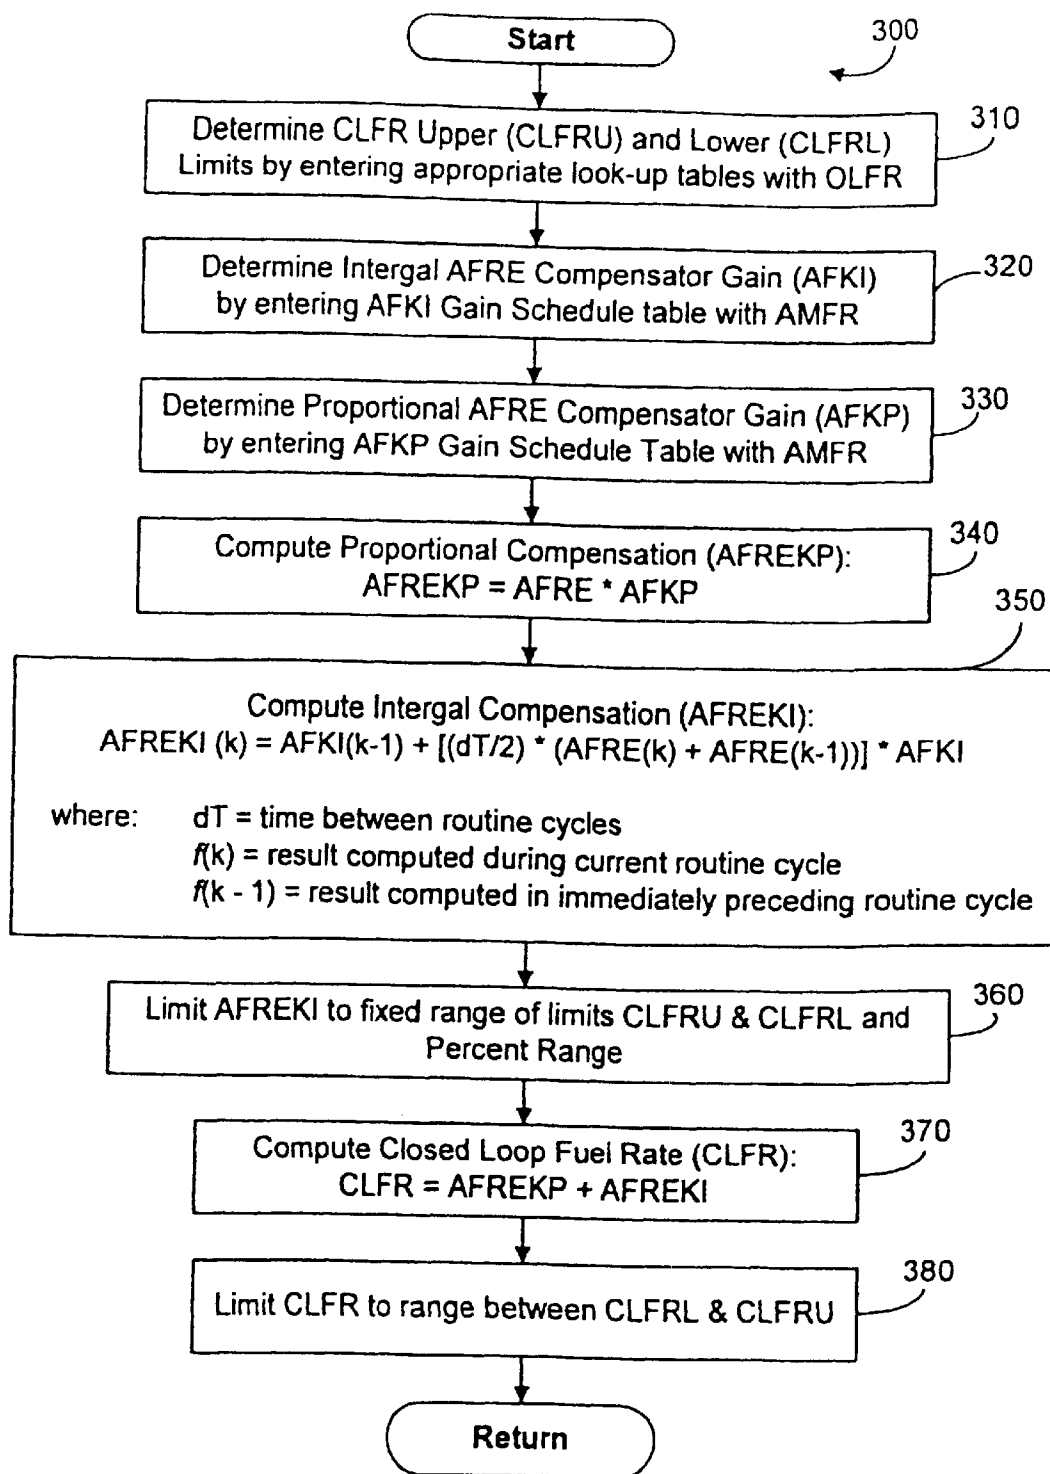 Start
300
Determine CLFR Upper (CLFRU) and Lower (CLFRL)
Limits by entering appropriate look-up tables with OLFR
310
Determine Intergal AFRE Compensator Gain (AFKI)
by entering AFKI Gain Schedule table with AMFR
320
Determine Proportional AFRE Compensator Gain (AFKP)
by entering AFKP Gain Schedule Table with AMFR
330
Compute Proportional Compensation (AFREKP):
AFREKP = AFRE * AFKP
340
350
Compute Intergal Compensation (AFREKI):
AFREKI (k) = AFKI(k-1) + [((dT/2) * (AFRE(k) + AFRE(k-1))] * AFKI
where: dT = time between routine cycles
f(k) = result computed during current routine cycle
f(k - 1) = result computed in immediately preceding routine cycle
Limit AFREKI to fixed range of limits CLFRU & CLFRL and
Percent Range
360
Compute Closed Loop Fuel Rate (CLFR):
CLFR = AFREKP + AFREKI
370
Limit CLFR to range between CLFRL & CLFRU
380
Return